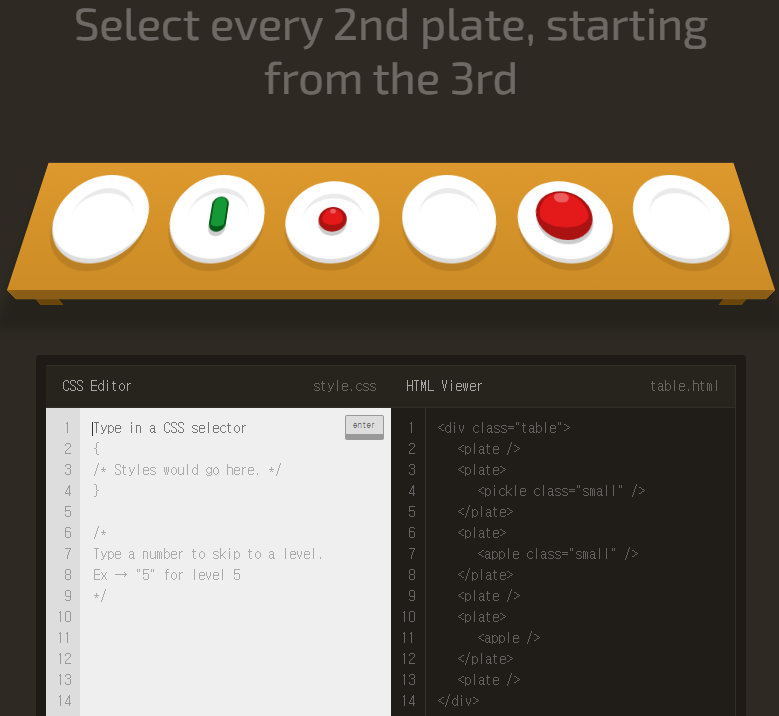 Select every 2nd plate, starting
from the 3rd
CSS Editor
style.css
1 Type in a CSS selector
enter
2 {
3 /* Styles would go here. */
4 }
5
6 /*
7 Type a number to skip to a level.
8 Ex → "5" for level 5
9 */
10
11
12
13
14
HTML Viewer
table.html
1 <div class="table">
2 <plate />
3 <plate>
4 <pickle class="small" />
5 </plate>
6 <plate>
7 <apple class="small" />
8 </plate>
9 <plate />
10 <plate>
11 <apple />
12 </plate>
13 <plate />
14 </div>